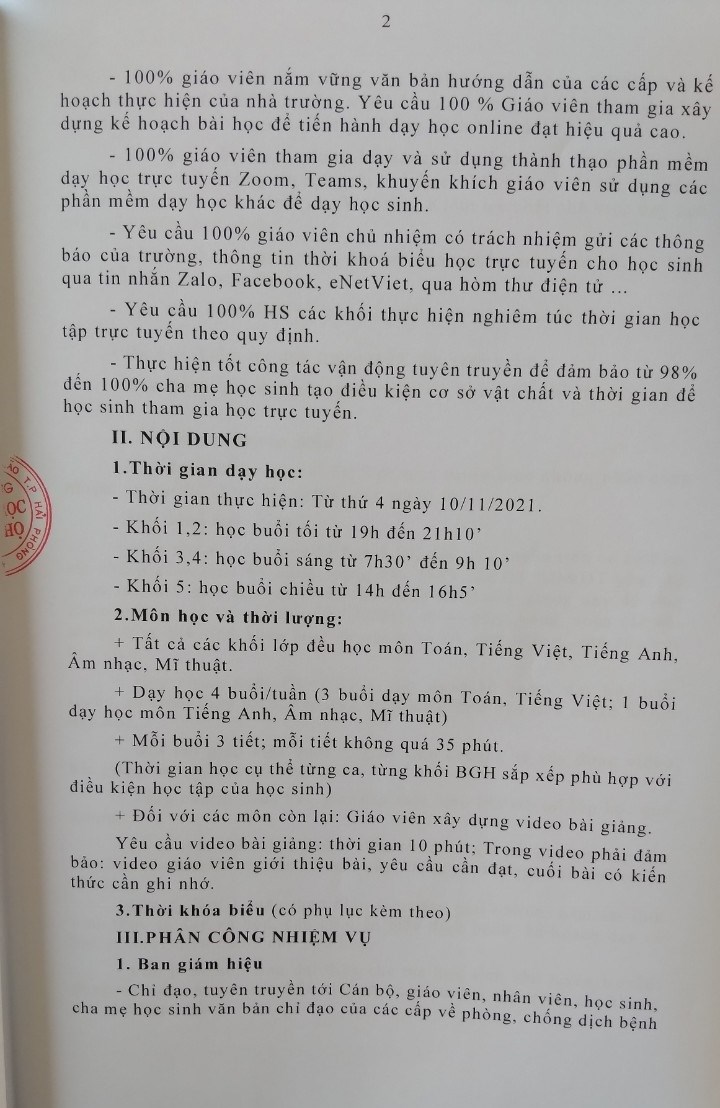 2
- 100% giáo viên nắm vững văn bản hướng dẫn của các cấp và kế
hoạch thực hiện của nhà trường. Yêu cầu 100 % Giáo viên tham gia xây
dựng kế hoạch bài học để tiến hành dạy học online đạt hiệu quả cao.
- 100% giáo viên tham gia dạy và sử dụng thành thạo phần mềm
dạy học trực tuyến Zoom, Teams, khuyến khích giáo viên sử dụng các
phần mềm dạy học khác để dạy học sinh.
- Yêu cầu 100% giáo viên chủ nhiệm có trách nhiệm gửi các thông
báo của trường, thông tin thời khoá biểu học trực tuyến cho học sinh
qua tin nhắn Zalo, Facebook, eNetViet, qua hòm thư điện tử ...
- Yêu cầu 100% HS các khối thực hiện nghiêm túc thời gian học
tập trực tuyến theo quy định.
- Thực hiện tốt công tác vận động tuyên truyền để đảm bảo từ 98%
đến 100% cha mẹ học sinh tạo điều kiện cơ sở vật chất và thời gian để
học sinh tham gia học trực tuyến.
II. NỘI DUNG
1.Thời gian dạy học:
- Thời gian thực hiện: Từ thứ 4 ngày 10/11/2021.
- Khối 1,2: học buổi tối từ 19h đến 21h10’
- Khối 3,4: học buổi sáng từ 7h30’ đến 9h 10’
- Khối 5: học buổi chiều từ 14h đến 16h5’
2.Môn học và thời lượng:
+ Tất cả các khối lớp đều học môn Toán, Tiếng Việt, Tiếng Anh,
Âm nhạc, Mĩ thuật.
+ Dạy học 4 buổi/tuần (3 buổi dạy môn Toán, Tiếng Việt; 1 buổi
dạy học môn Tiếng Anh, Âm nhạc, Mĩ thuật)
+ Mỗi buổi 3 tiết; mỗi tiết không quá 35 phút.
(Thời gian học cụ thể từng ca, từng khối BGH sắp xếp phù hợp với
điều kiện học tập của học sinh)
+ Đối với các môn còn lại: Giáo viên xây dựng video bài giảng.
Yêu cầu video bài giảng: thời gian 10 phút; Trong video phải đảm
bảo: video giáo viên giới thiệu bài, yêu cầu cần đạt, cuối bài có kiến
thức cần ghi nhớ.
3.Thời khóa biểu (có phụ lục kèm theo)
III.PHÂN CÔNG NHIỆM VỤ
1. Ban giám hiệu
- Chỉ đạo, tuyên truyền tới Cán bộ, giáo viên, nhân viên, học sinh,
cha mẹ học sinh văn bản chỉ đạo của các cấp về phòng, chống dịch bệnh
T.P HẢI PHÒNG